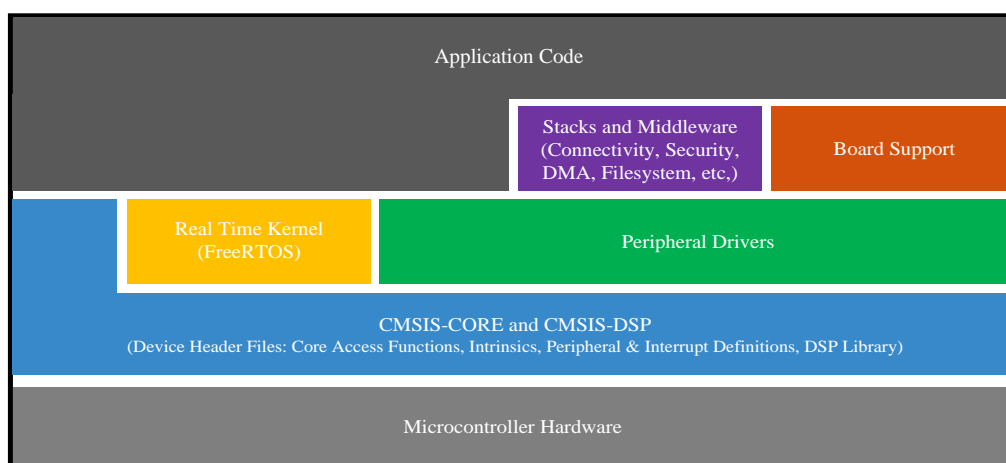 Application Code
Stacks and Middleware
(Connectivity, Security,
DMA, Filesystem, etc,)
Board Support
Real Time Kernel
(FreeRTOS)
Peripheral Drivers
CMSIS-CORE and CMSIS-DSP
(Device Header Files: Core Access Functions, Intrinsics, Peripheral & Interrupt Definitions, DSP Library)
Microcontroller Hardware